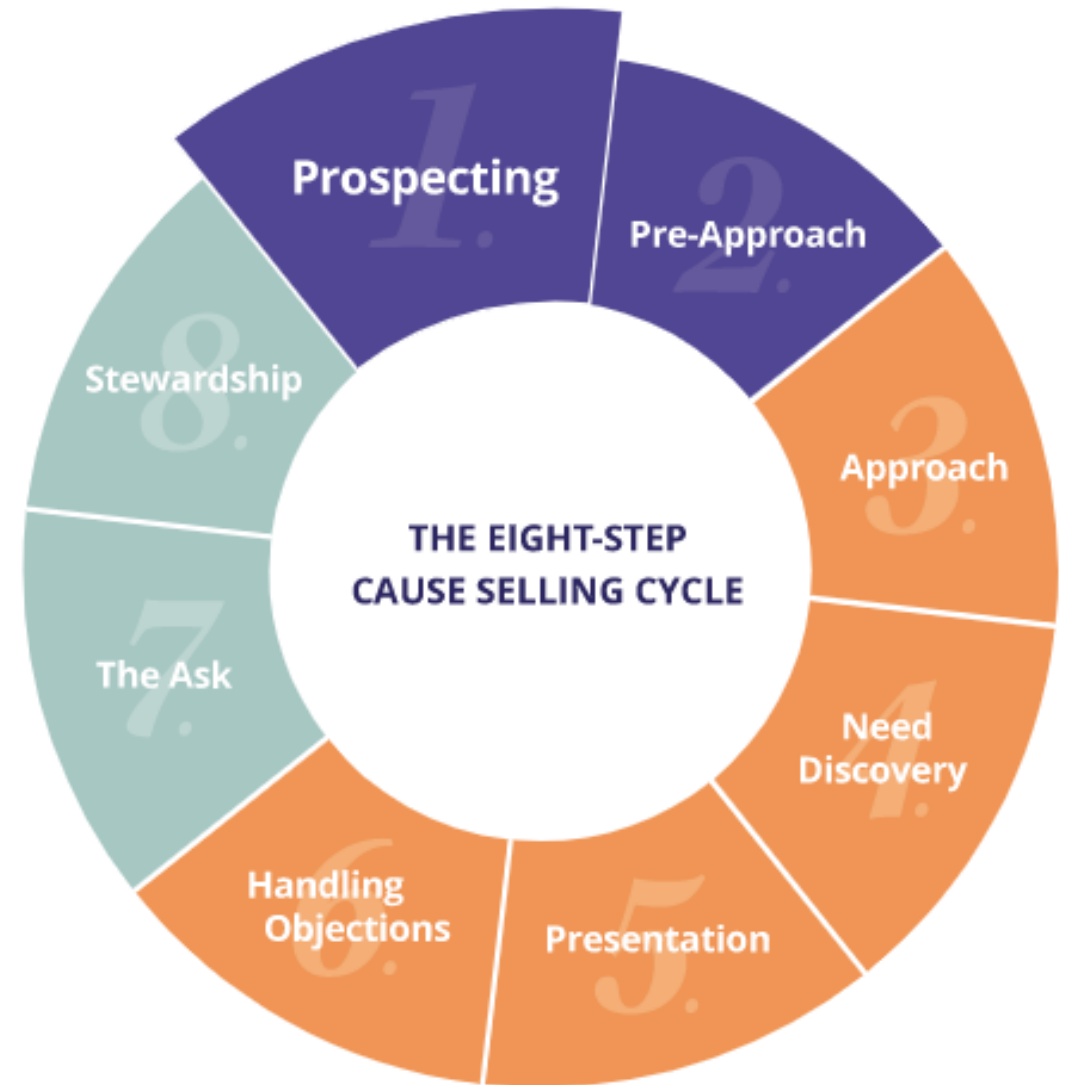 1.
Prospecting
2.
Pre-Approach
3.
Approach
4.
Need
Discovery
5.
Presentation
6.
Handling
Objections
7.
The Ask
8.
Stewardship
THE EIGHT-STEP
CAUSE SELLING CYCLE